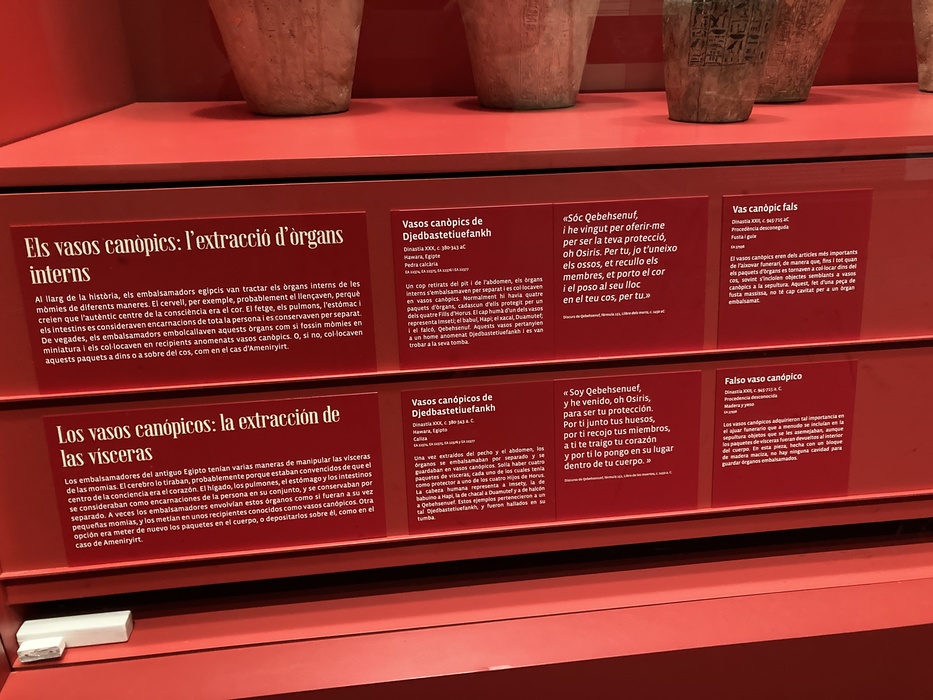 Els vasos canòpics: l'extracció d'òrgans
interns
Al llarg de la història, els embalsamadors egipcis van tractar els òrgans interns de les
mòmies de diferents maneres. El cervell, per exemple, probablement el llençaven, perquè
creien que l'autèntic centre de la consciència era el cor. El fetge, els pulmons, l'estómac i
els intestins es consideraven encarnacions de tota la persona i es conservaven per separat.
De vegades, els embalsamadors embolcallaven aquests òrgans com si fossin mòmies en
miniatura i els col·locaven en recipients anomenats vasos canòpics. O, si no, col·locaven
aquests paquets a dins o a sobre del cos, com en el cas d'Ameniryirt.
Vasos canòpics de
Djedbastetiuefankh
Dinastia XXX, c. 380-343 aC
Hawara, Egipte
Pedra calcària
Un cop retirats del pit i de l'abdomen, els òrgans
interns s'embalsamaven per separat i es col·locaven
en vasos canòpics. Normalment hi havia quatre
paquets d'òrgans, cadascun d'ells protegit per un
dels quatre Fills d'Horus. El cap humà d'un dels vasos
representa Imseti; el babuí, Hapi; el xacal, Duamutef;
i el falcó, Qebehsenuf. Aquests vasos pertanyien
a un home anomenat Djedbastetiuefankh i es van
trobar a la seva tomba.
«Sóc Qebehsenuf,
i he vingut per oferir-me
per ser la teva protecció,
oh Osiris. Per tu, jo t'uneixo
els ossos, et recullo els
membres, et porto el cor
i el poso al seu lloc
en el teu cos, per tu.»
Vas canòpic fals
Dinastia XXII, c. 945-715 aC
Procedència desconeguda
Fusta i guix
El vasos canòpics eren dels articles més importants
de l'aixovar funerari, de manera que, fins i tot quan
els paquets d'òrgans es tornaven a col·locar dins del
cos, sovint s'incloïen objectes semblants a vasos
canòpics a la sepultura. Aquest, fet d'una peça de
fusta massissa, no té cap cavitat per a un òrgan
embalsamat.
Los vasos canópicos: la extracción de
las vísceras
Los embalsamadores del antiguo Egipto tenían varias maneras de manipular las vísceras
de las momias. El cerebro lo tiraban, probablemente porque estaban convencidos de que el
centro de la conciencia era el corazón. El hígado, los pulmones, el estómago y los intestinos
se consideraban como encarnaciones de la persona en su conjunto, y se conservaban por
separado. A veces los embalsamadores envolvían estos órganos como si fueran a su vez
pequeñas momias, y los metían en unos recipientes conocidos como vasos canópicos. Otra
opción era meter de nuevo los paquetes en el cuerpo, o depositarlos sobre él, como en el
caso de Ameniryirt.
Vasos canópicos de
Djedbastetiuefankh
Dinastía XXX, c. 380-343 a. C.
Hawara, Egipto
Caliza
Una vez extraídos del pecho y el abdomen, los
órganos se embalsamaban por separado y se
guardaban en vasos canópicos. Solía haber cuatro
paquetes de vísceras, cada uno de los cuales tenía
como protector a uno de los cuatro Hijos de Horus.
La cabeza humana representa a Imsety, la de
babuino a Hapi, la de chacal a Duamutef y la de halcón
a Qebehsenuef. Estos ejemplos pertenecieron a un
tal Djedbastetiuefankh, y fueron hallados en su
tumba.
«Soy Qebehsenuef,
y he venido, oh Osiris,
para ser tu protección.
Por ti junto tus huesos,
por ti recojo tus miembros,
a ti te traigo tu corazón
y por ti lo pongo en su lugar
dentro de tu cuerpo. »
Falso vaso canópico
Dinastía XXII, c. 945-715 a. C.
Procedencia desconocida
Madera y yeso
Los vasos canópicos adquirieron tal importancia en
el ajuar funerario que a menudo se incluían en la
sepultura objetos que se les asemejaban, aunque
los paquetes de vísceras fueran devueltos al interior
del cuerpo. En esta pieza, hecha con un bloque
de madera maciza, no hay ninguna cavidad para
guardar órganos embalsamados.